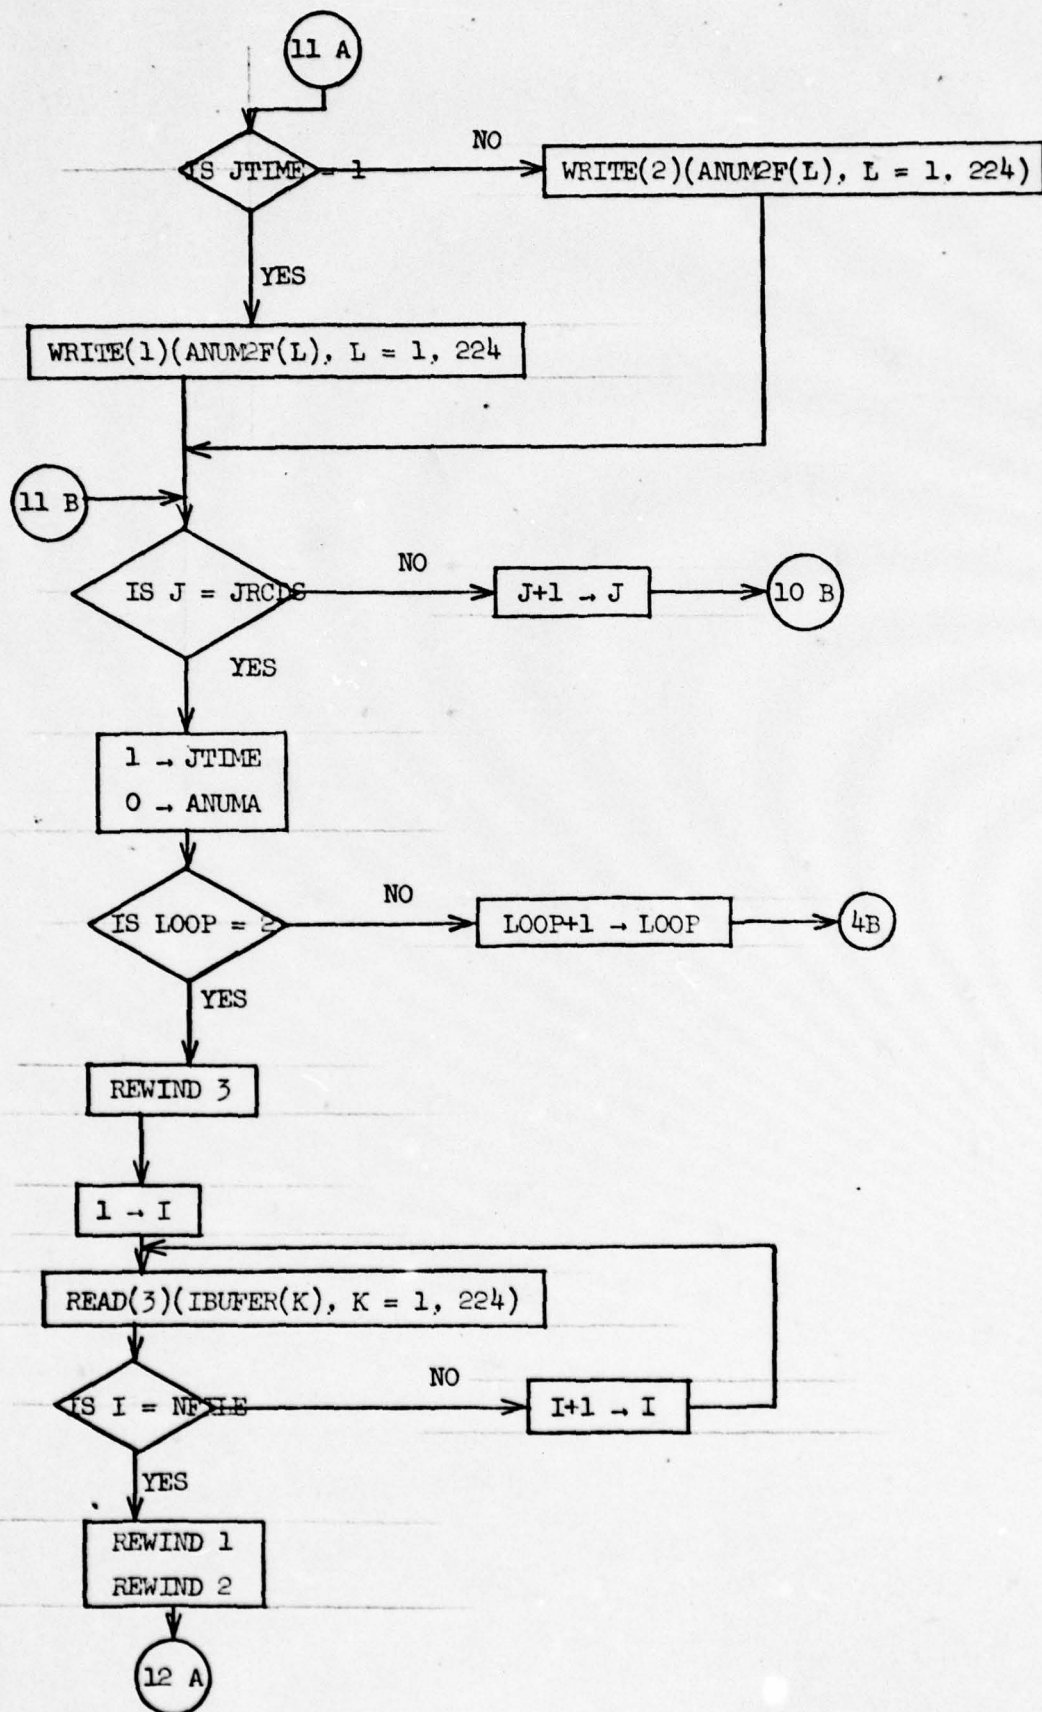 11 A
IS JTIME = 1
NO
WRITE(2)(ANUM2F(L), L = 1, 224)
YES
WRITE(1)(ANUM2F(L), L = 1, 224
11 B
IS J = JRCDS
NO
J+1 → J
10 B
YES
1 → JTIME
0 → ANUMA
IS LOOP = 2
NO
LOOP+1 → LOOP
4B
YES
REWIND 3
1 → I
READ(3)(IBUFER(K), K = 1, 224)
IS I = NFILE
NO
I+1 → I
YES
REWIND 1
REWIND 2
12 A